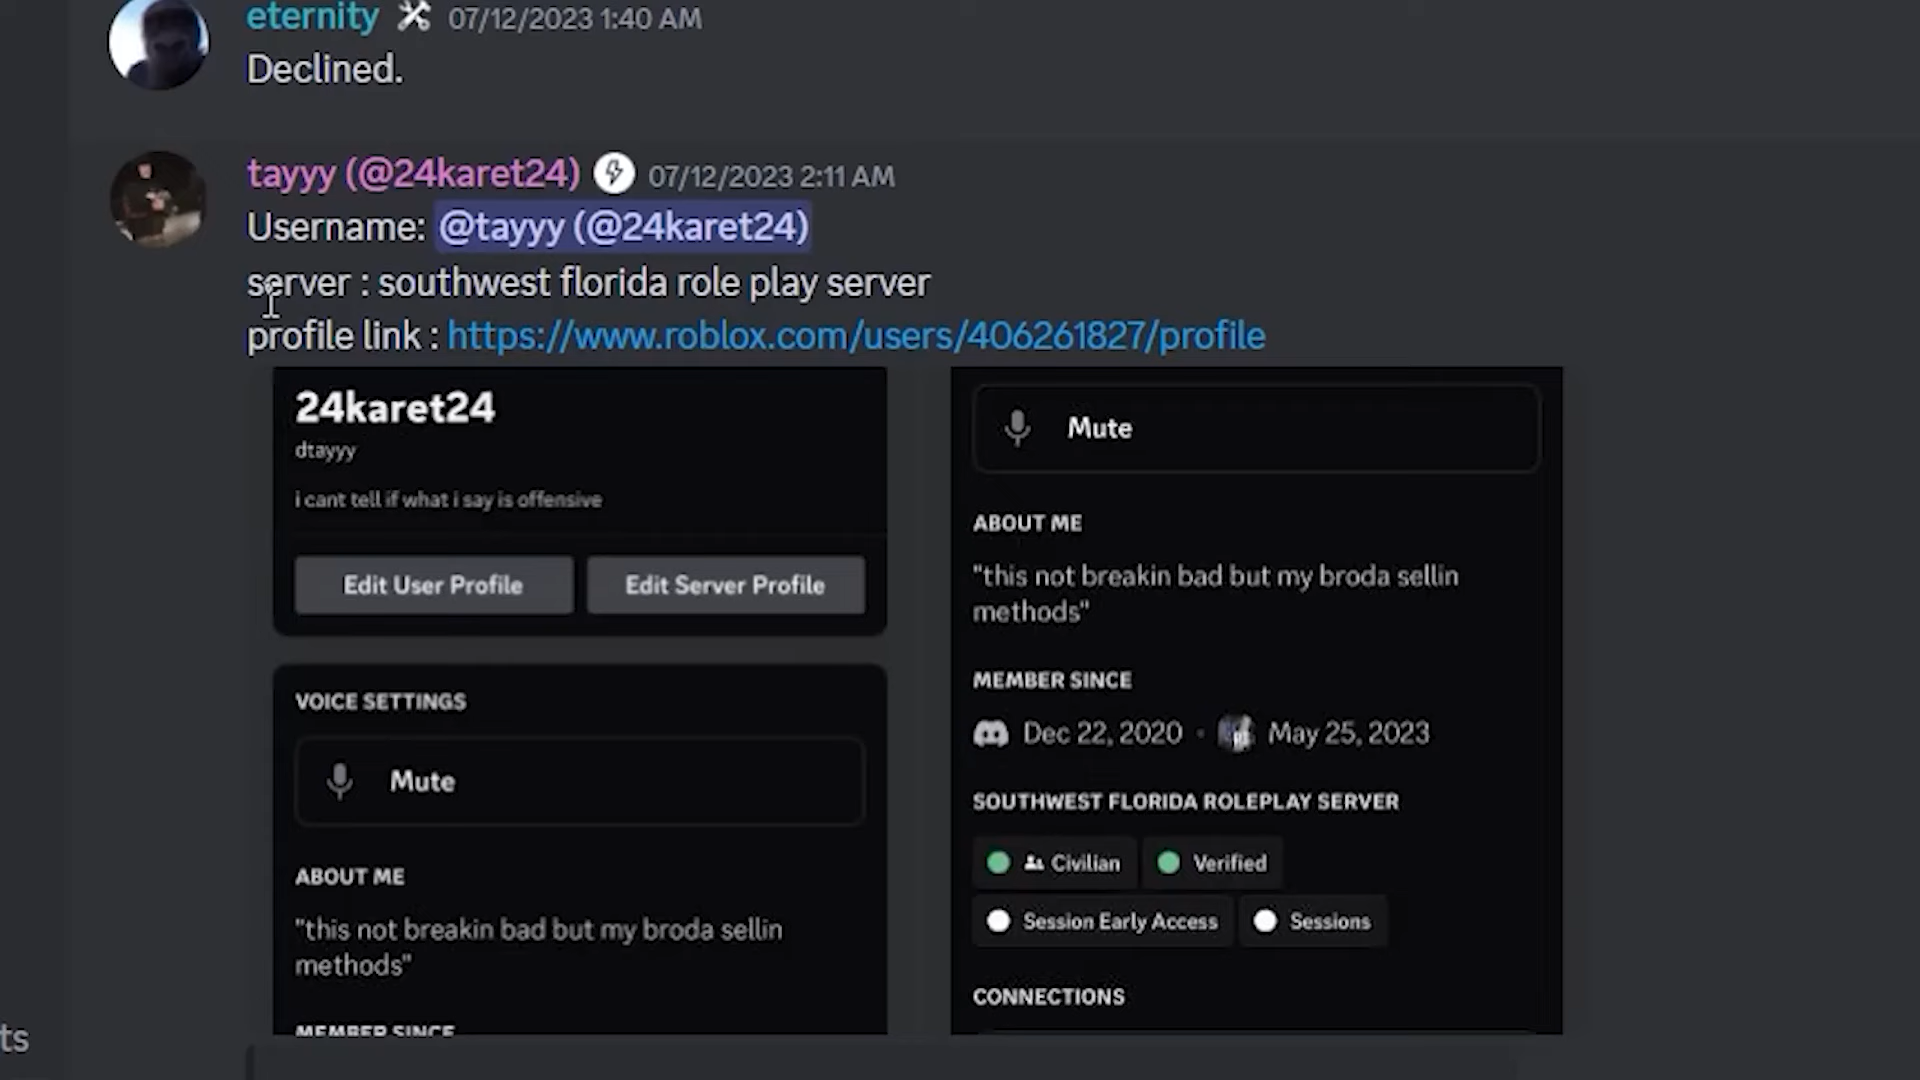 eternity 07/12/2023 1:40 AM
Declined.
tayyy (@24karet24) 07/12/2023 2:11 AM
Username: @tayyy (@24karet24)
server : southwest florida role play server
profile link : https://www.roblox.com/users/406261827/profile
24karet24
dtayyy
i cant tell if what i say is offensive
Edit User Profile
Edit Server Profile
VOICE SETTINGS
Mute
ABOUT ME
"this not breakin bad but my broda sellin
methods"
MEMBER SINCE
Mute
ABOUT ME
"this not breakin bad but my broda sellin
methods"
MEMBER SINCE
Dec 22, 2020 • May 25, 2023
SOUTHWEST FLORIDA ROLEPLAY SERVER
Civilian
Verified
Session Early Access
Sessions
CONNECTIONS
ts